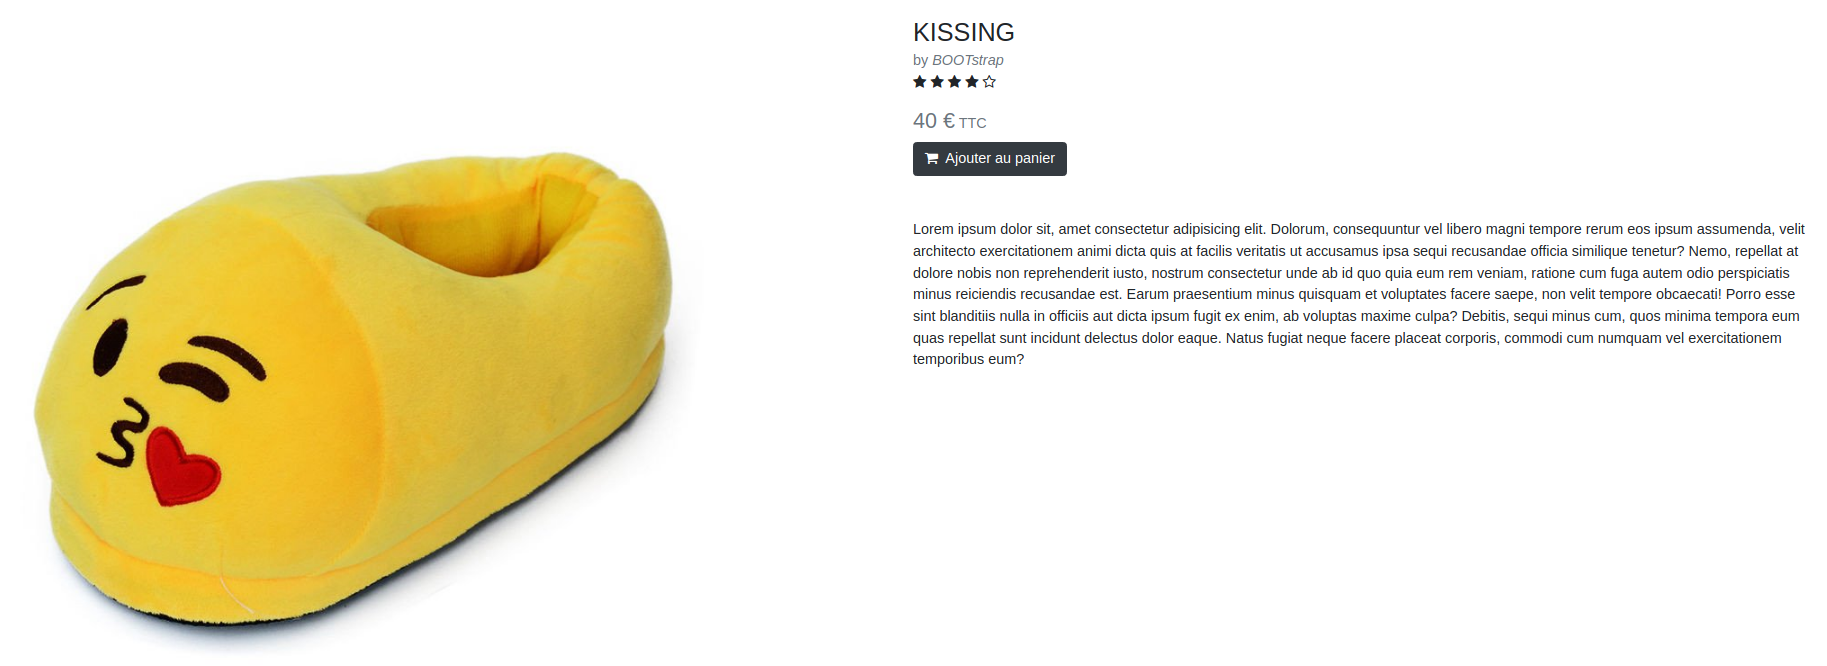 KISSING
by BOOTstrap
40 € TTC
Ajouter au panier
Lorem ipsum dolor sit, amet consectetur adipisicing elit. Dolorum, consequuntur vel libero magni tempore rerum eos ipsum assumenda, velit
architecto exercitationem animi dicta quis at facilis veritatis ut accusamus ipsa sequi recusandae officia similique tenetur? Nemo, repellat at
dolore nobis non reprehenderit iusto, nostrum consectetur unde ab id quo quia eum rem veniam, ratione cum fuga autem odio perspiciatis
minus reiciendis recusandae est. Earum praesentium minus quisquam et voluptates facere saepe, non velit tempore obcaecati! Porro esse
sint blanditiis nulla in officiis aut dicta ipsum fugit ex enim, ab voluptas maxime culpa? Debitis, sequi minus cum, quos minima tempora eum
quas repellat sunt incidunt delectus dolor eaque. Natus fugiat neque facere placeat corporis, commodi cum numquam vel exercitationem
temporibus eum?